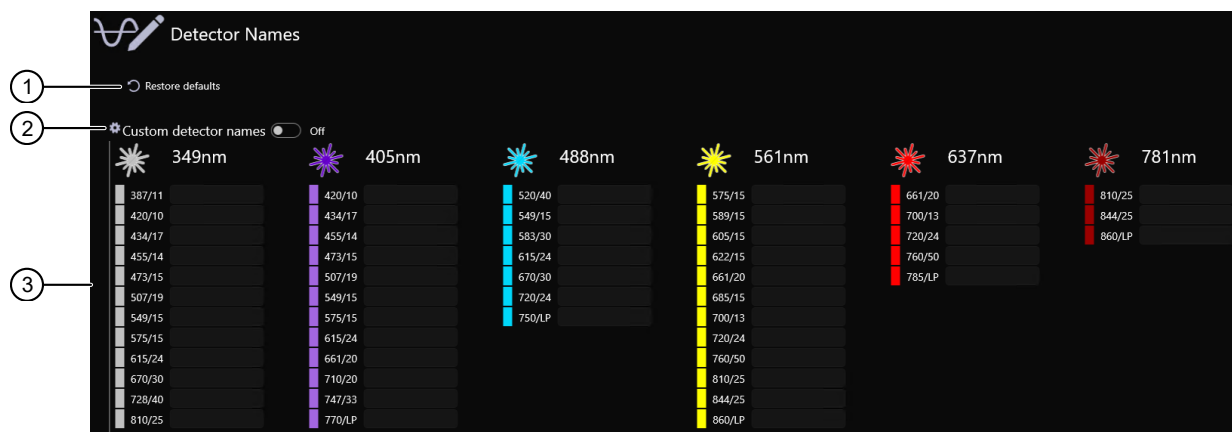 Detector Names
1
Restore defaults
2
Custom detector names Off
349nm 405nm 488nm 561nm 637nm 781nm
387/11 420/10 520/40 575/15 661/20 810/25
420/10 434/17 549/15 589/15 700/13 844/25
434/17 455/14 583/30 605/15 720/24 860/LP
455/14 473/15 615/24 622/15 760/50
3
473/15 507/19 670/30 661/20 785/LP
507/19 549/15 720/24 685/15
549/15 575/15 750/LP 700/13
575/15 615/24 720/24
615/24 661/20 760/50
670/30 710/20 810/25
728/40 747/33 844/25
810/25 770/LP 860/LP